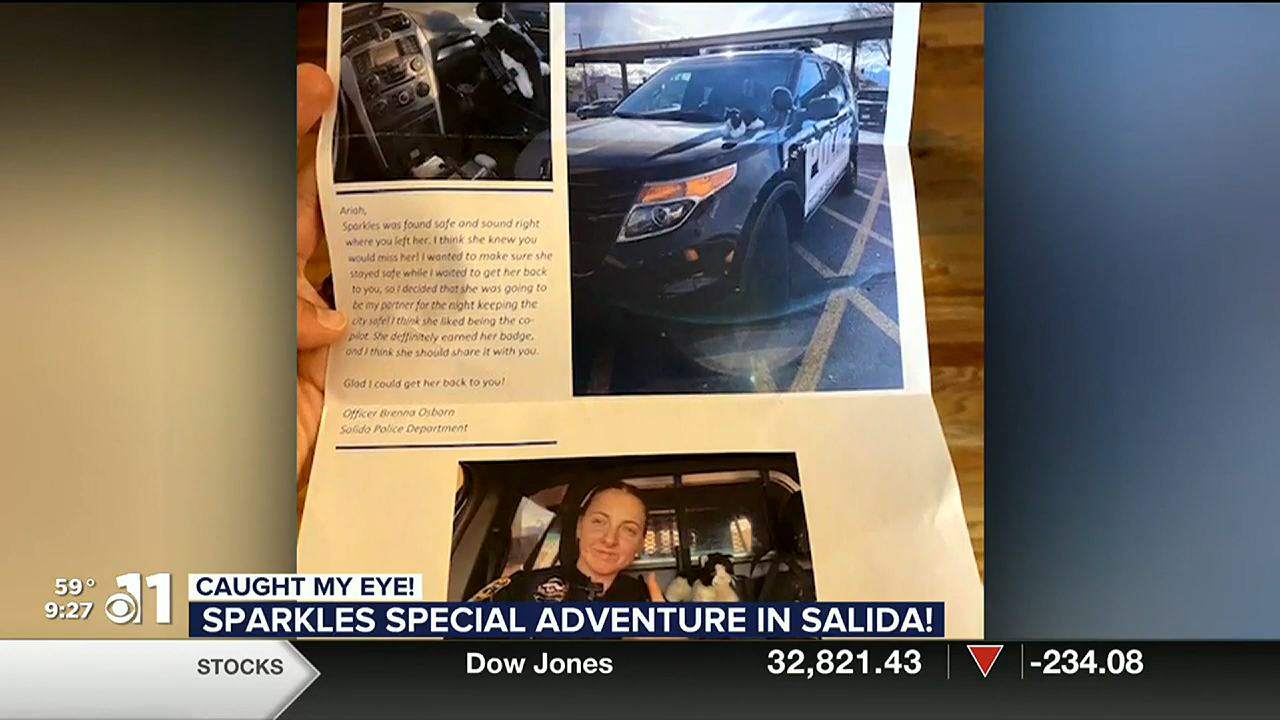 POLICE
Ariah,
Sparkles was found safe and sound right
where you left her. I think she knew you
would miss her! I wanted to make sure she
stayed safe while I waited to get her back
to you, so I decided that she was going to
be my partner for the night keeping the
city safe! I think she liked being the co-
pilot. She deffinitely earned her badge,
and I think she should share it with you.
Glad I could get her back to you!
Officer Brenna Osborn
Salida Police Department
59°
9:27
11
CAUGHT MY EYE!
SPARKLES SPECIAL ADVENTURE IN SALIDA!
STOCKS
Dow Jones
32,821.43
-234.08